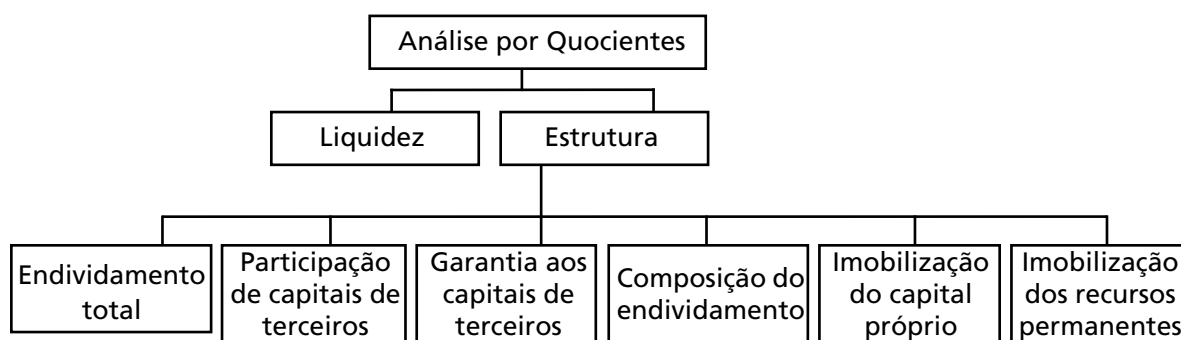 Análise por Quocientes
Liquidez
Estrutura
Endividamento
total
Participação
de capitais de
terceiros
Garantia aos
capitais de
terceiros
Composição do
endividamento
Imobilização
do capital
próprio
Imobilização
dos recursos
permanentes